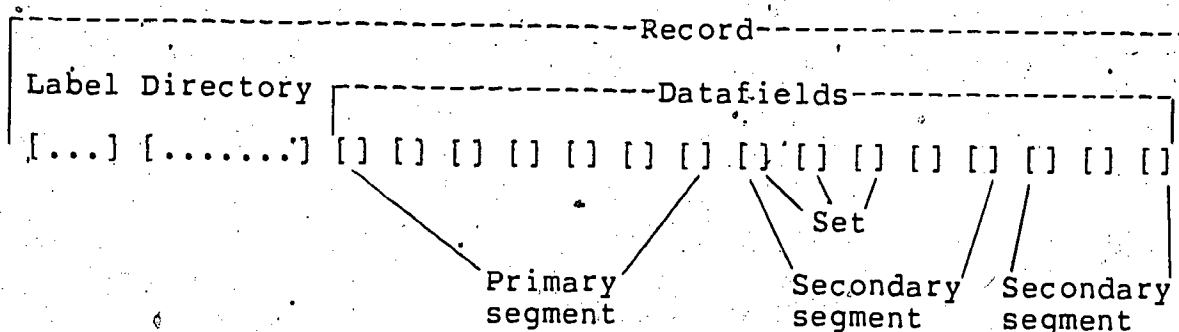 Record
Label Directory Datafields
[...] [.......] [] [] [] [] [] [] [] [] [] [] [] [] [] [] []
Set
Primary segment
Secondary segment
Secondary segment